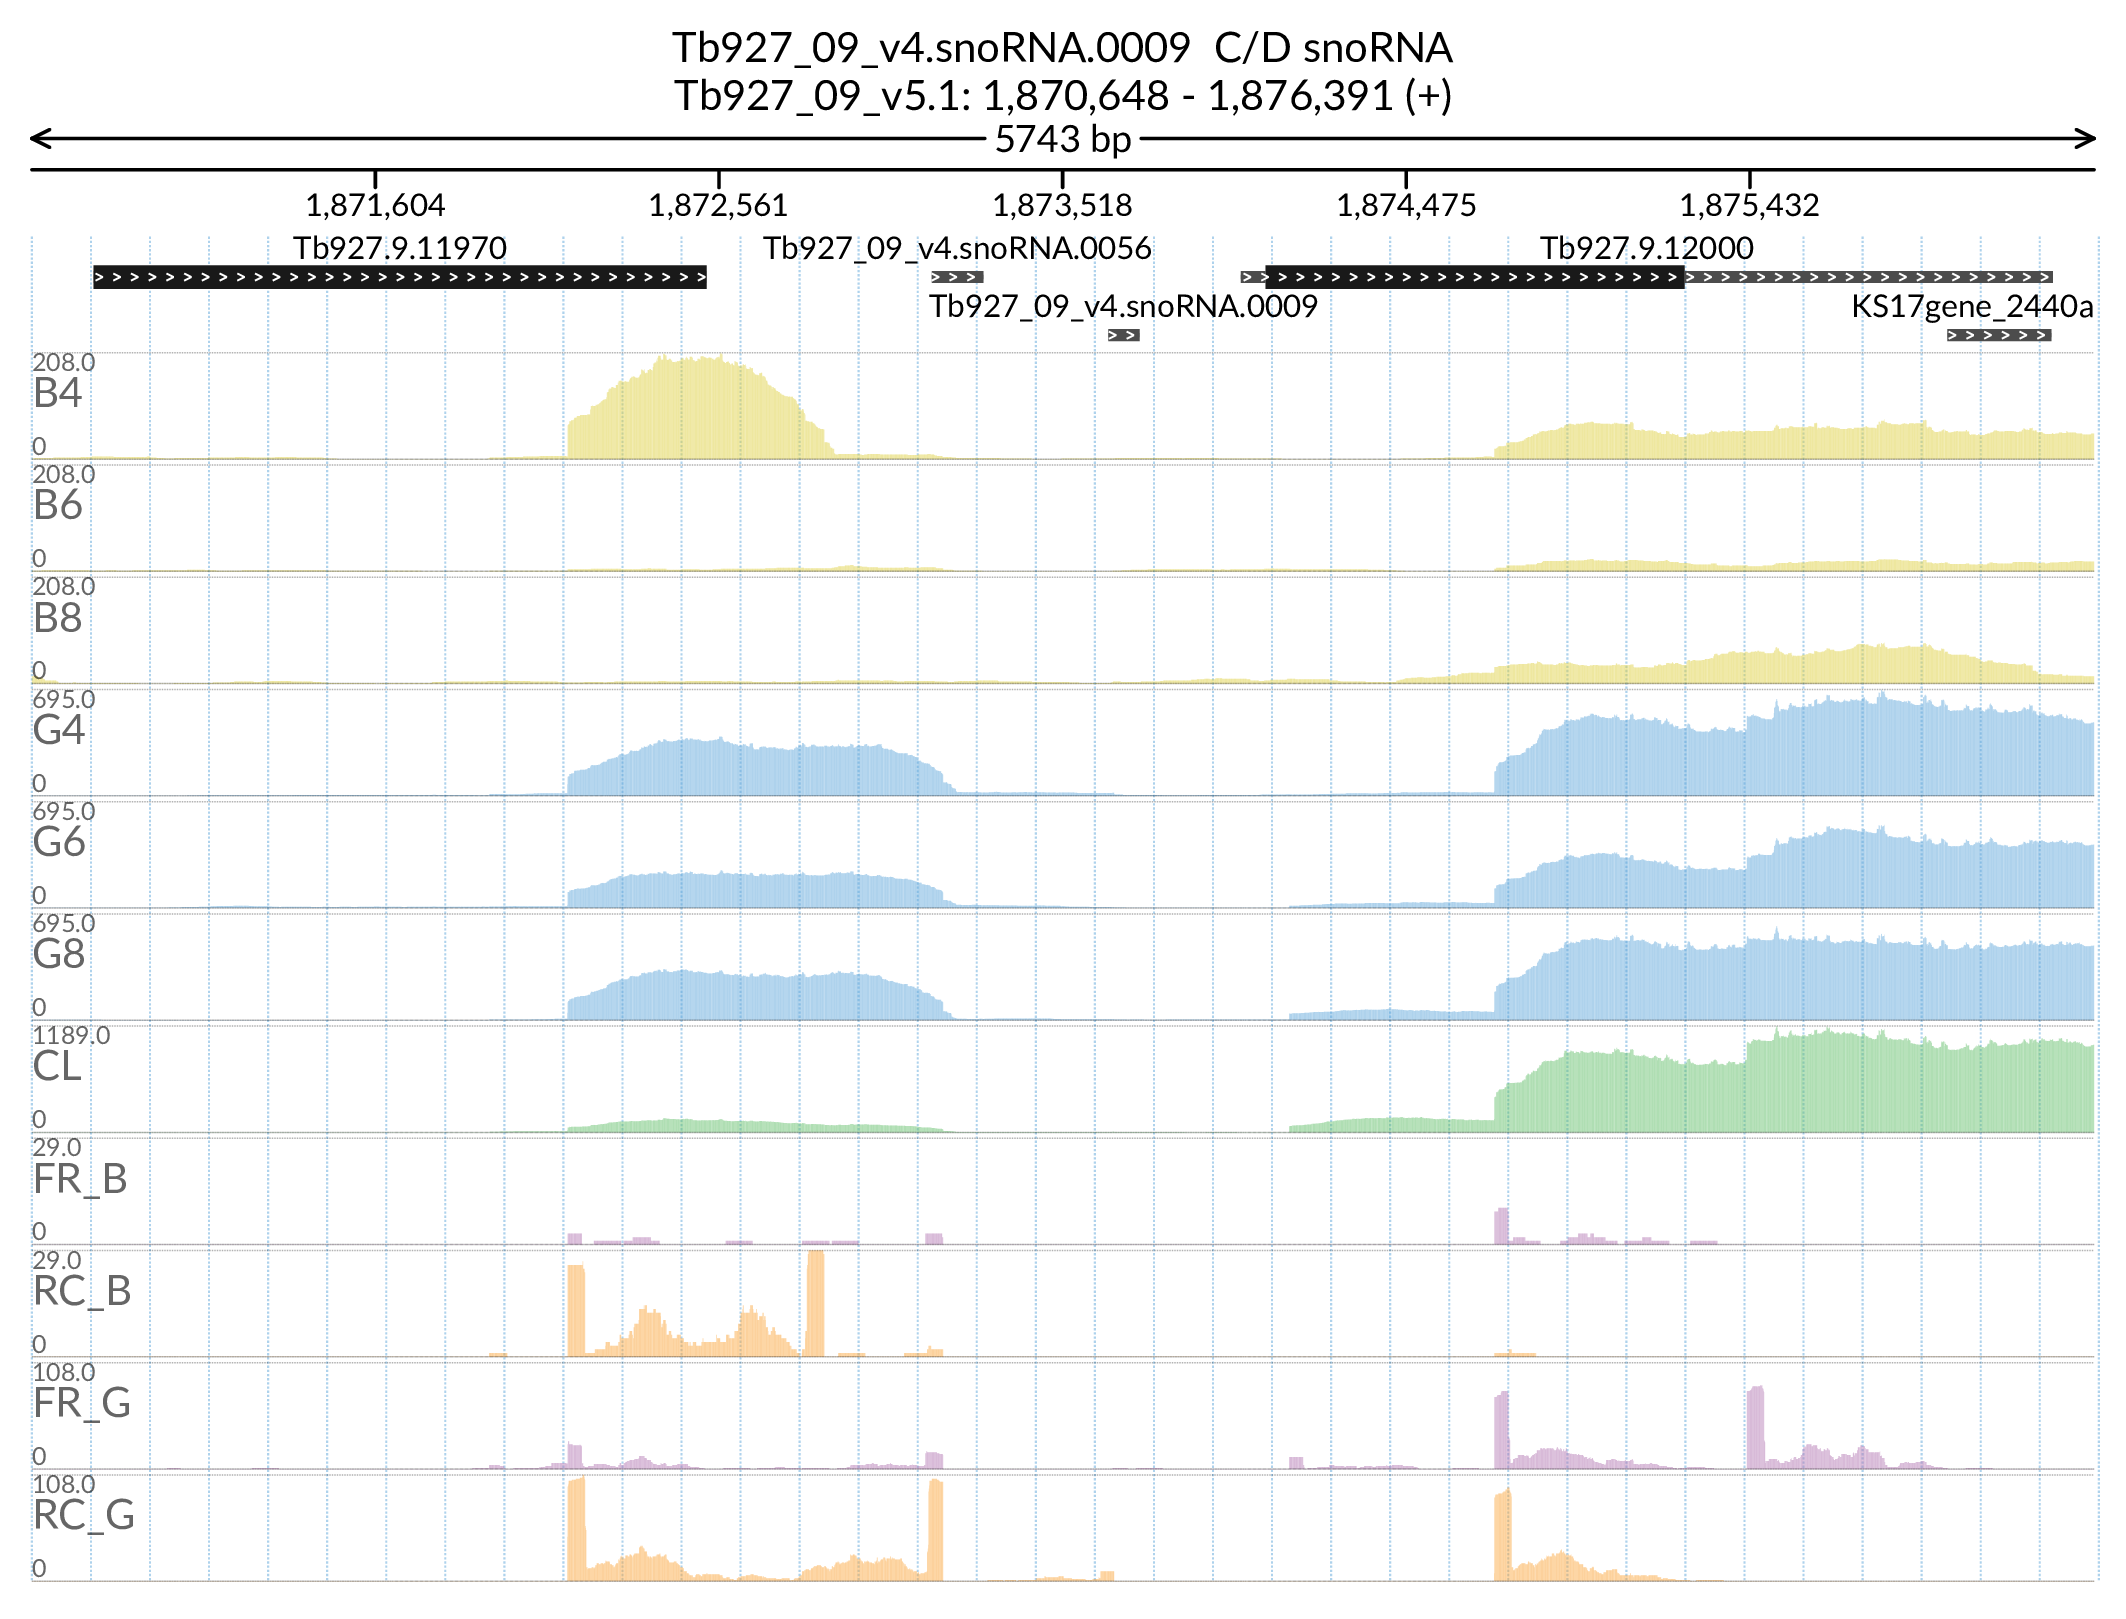 Tb927_09_v4.snoRNA.0009 C/D snoRNA
Tb927_09_v5.1: 1,870,648 - 1,876,391 (+)
5743 bp
1,871,604 1,872,561 1,873,518 1,874,475 1,875,432
Tb927.9.11970 Tb927_09_v4.snoRNA.0056 Tb927.9.12000
Tb927_09_v4.snoRNA.0009 KS17gene_2440a
208.0
B4
0
208.0
B6
0
208.0
B8
0
695.0
G4
0
695.0
G6
0
695.0
G8
0
1189.0
CL
0
29.0
FR_B
0
29.0
RC_B
0
108.0
FR_G
0
108.0
RC_G
0